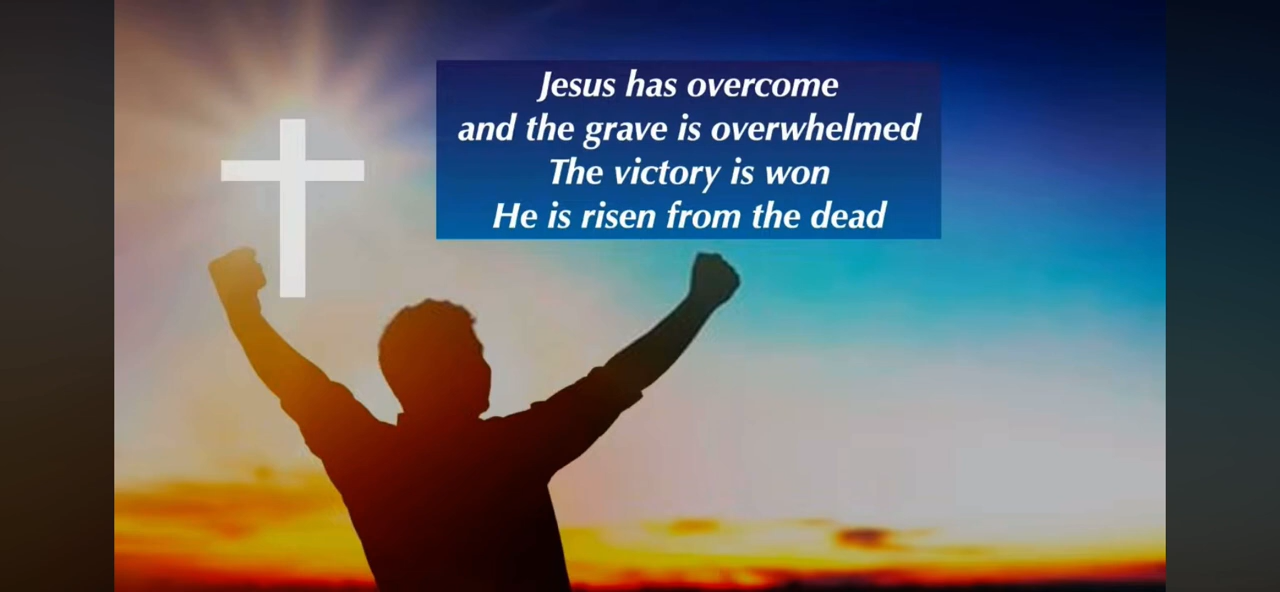 Jesus has overcome
and the grave is overwhelmed
The victory is won
He is risen from the dead